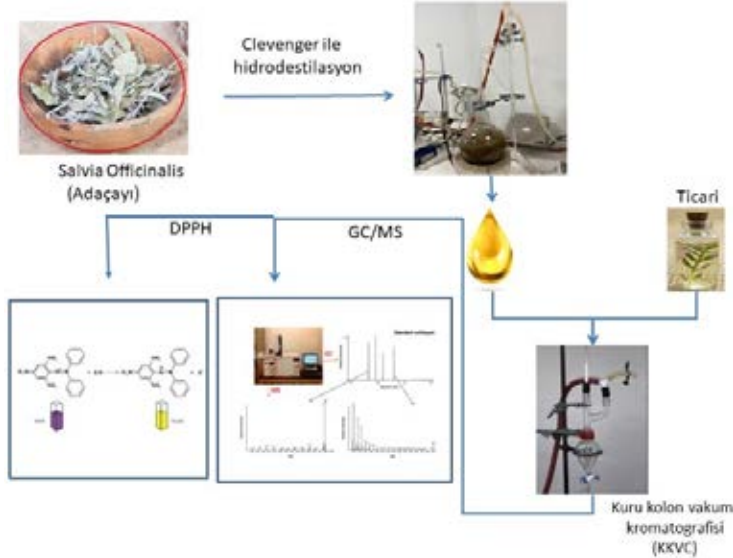 Clevenger ile
hidrodestilasyon
Salvia Officinalis
(Adaçayı)
Ticari
DPPH
GC/MS
Kuru kolon vakum
kromatografisi
(KKVC)